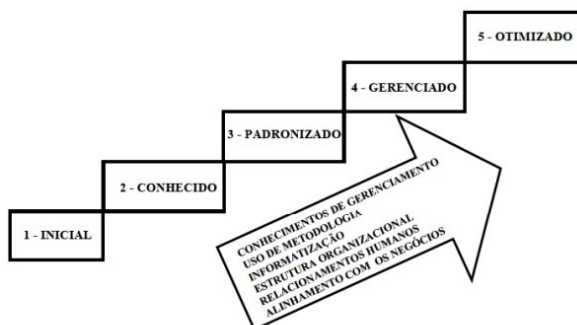 5 - OTIMIZADO
4 - GERENCIADO
3 - PADRONIZADO
2 - CONHECIDO
1 - INICIAL
CONHECIMENTOS DE GERENCIAMENTO
USO DE METODOLOGIA
INFORMATIZAÇÃO
ESTRUTURA ORGANIZACIONAL
RELACIONAMENTOS HUMANOS
ALINHAMENTO COM OS NEGÓCIOS